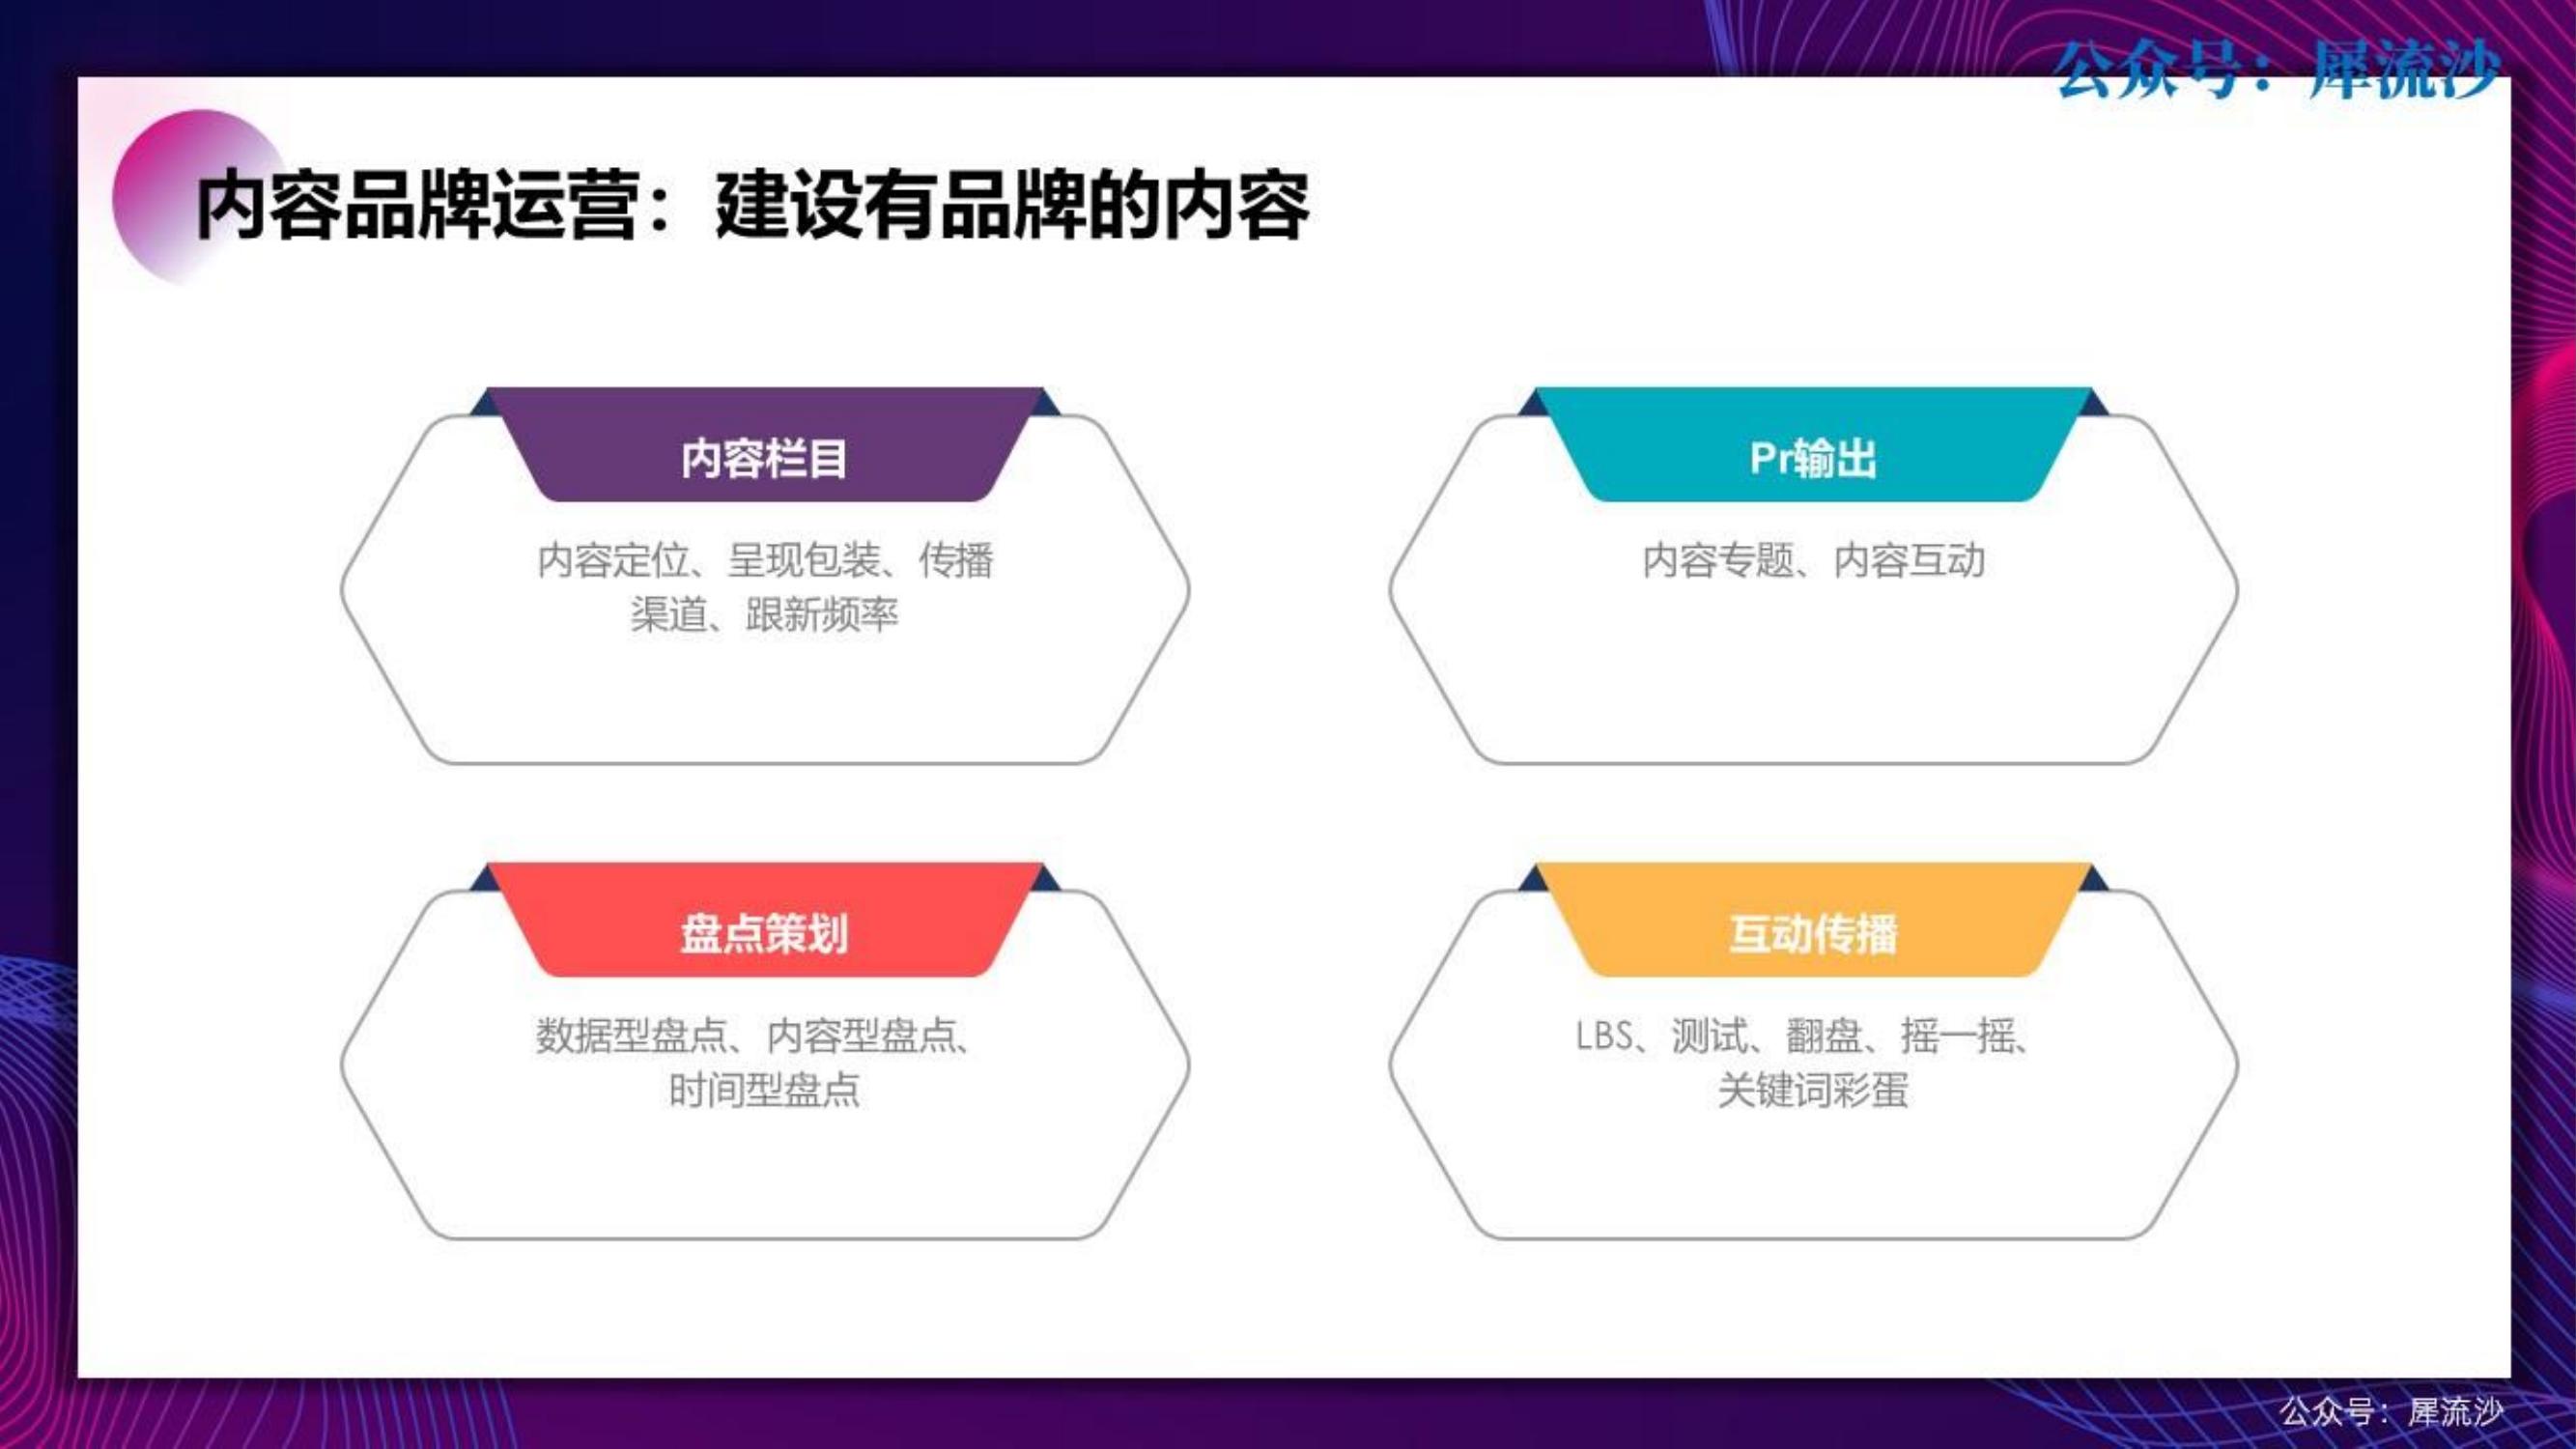 公众号：犀流沙
内容品牌运营：建设有品牌的内容
内容栏目
内容定位、呈现包装、传播
渠道、跟新频率
Pr输出
内容专题、内容互动
盘点策划
数据型盘点、内容型盘点、
时间型盘点
互动传播
LBS、测试、翻盘、摇一摇、
关键词彩蛋
公众号：犀流沙